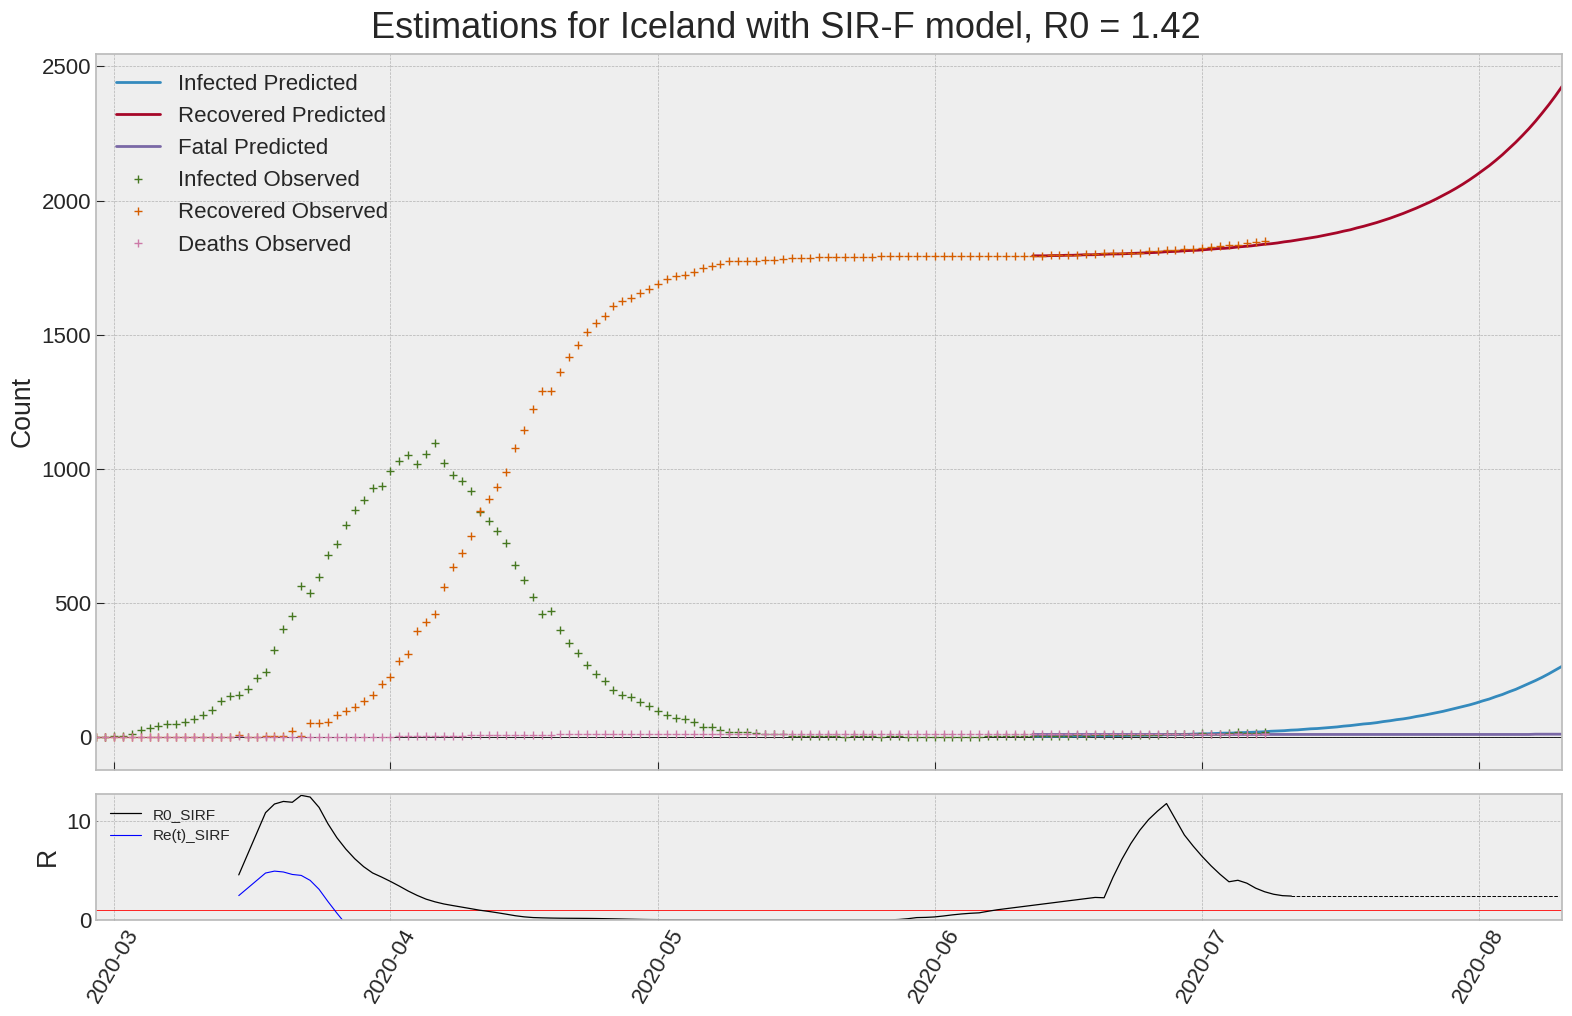 Estimations for Iceland with SIR-F model, R0 = 1.42
2500
2000
1500
1000
500
0
Count
Infected Predicted
Recovered Predicted
Fatal Predicted
Infected Observed
Recovered Observed
Deaths Observed
10
0
R
R0_SIRF
Re(t)_SIRF
2020-03
2020-04
2020-05
2020-06
2020-07
2020-08